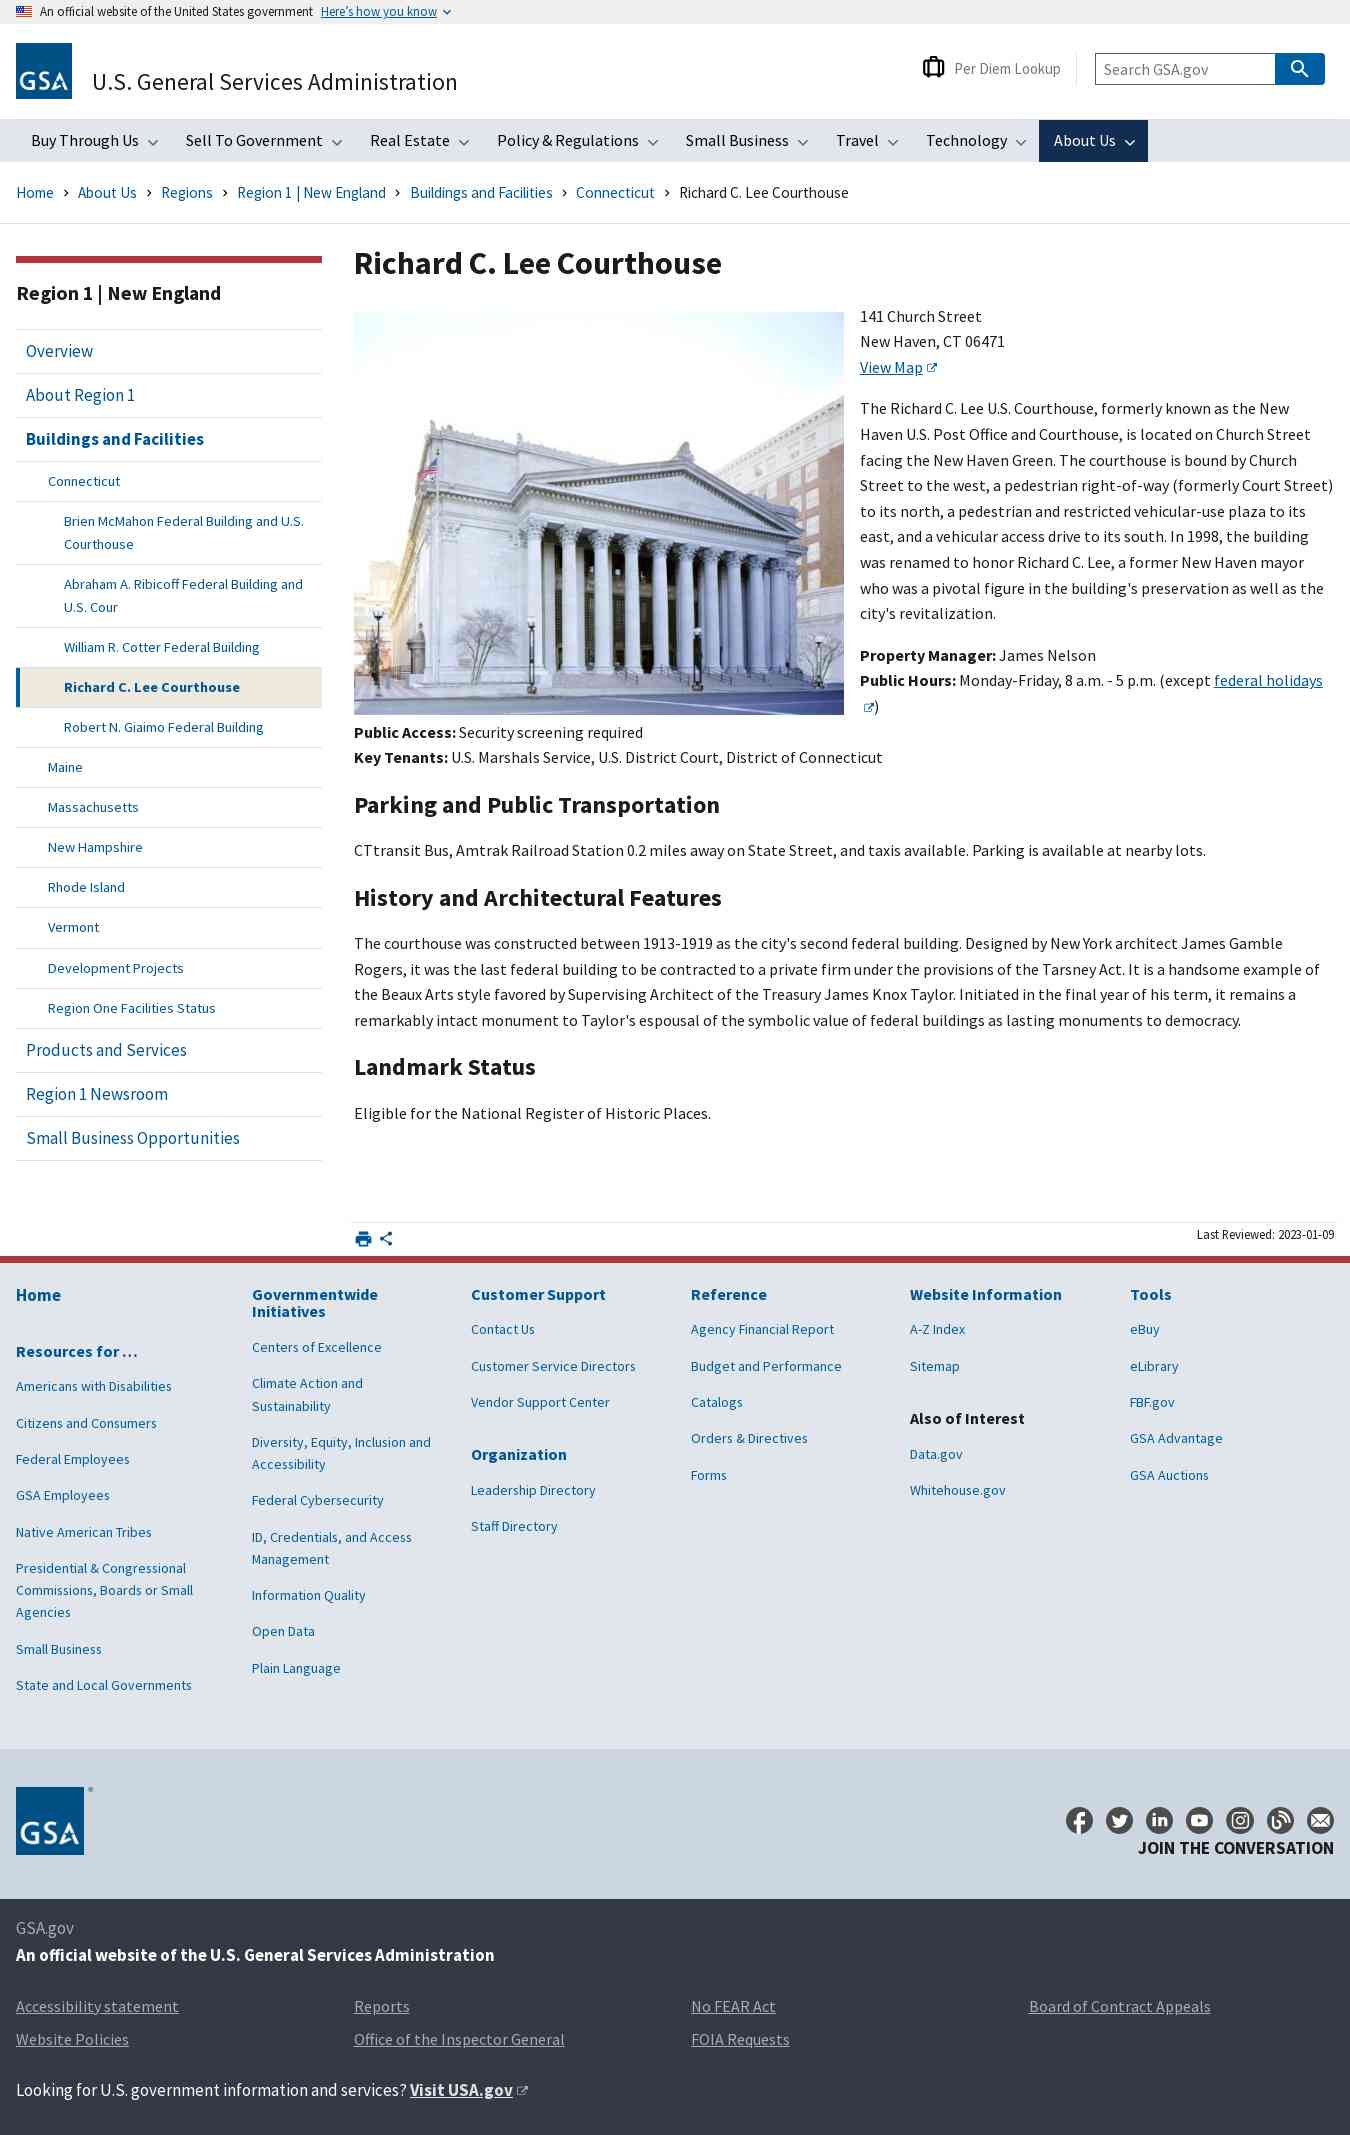 An official website of the United States government Here's how you know
GSA
U.S. General Services Administration
Per Diem Lookup
Search GSA.gov
Buy Through Us
Sell To Government
Real Estate
Policy & Regulations
Small Business
Travel
Technology
About Us
Home > About Us > Regions > Region 1 | New England > Buildings and Facilities > Connecticut > Richard C. Lee Courthouse
Region 1 | New England
Overview
About Region 1
Buildings and Facilities
Connecticut
Brien McMahon Federal Building and U.S.
Courthouse
Abraham A. Ribicoff Federal Building and
U.S. Cour
William R. Cotter Federal Building
Richard C. Lee Courthouse
Robert N. Giaimo Federal Building
Maine
Massachusetts
New Hampshire
Rhode Island
Vermont
Development Projects
Region One Facilities Status
Products and Services
Region 1 Newsroom
Small Business Opportunities
Richard C. Lee Courthouse
141 Church Street
New Haven, CT 06471
View Map
The Richard C. Lee U.S. Courthouse, formerly known as the New
Haven U.S. Post Office and Courthouse, is located on Church Street
facing the New Haven Green. The courthouse is bound by Church
Street to the west, a pedestrian right-of-way (formerly Court Street)
to its north, a pedestrian and restricted vehicular-use plaza to its
east, and a vehicular access drive to its south. In 1998, the building
was renamed to honor Richard C. Lee, a former New Haven mayor
who was a pivotal figure in the building's preservation as well as the
city's revitalization.
Property Manager: James Nelson
Public Hours: Monday-Friday, 8 a.m. - 5 p.m. (except federal holidays
)
Public Access: Security screening required
Key Tenants: U.S. Marshals Service, U.S. District Court, District of Connecticut
Parking and Public Transportation
CTtransit Bus, Amtrak Railroad Station 0.2 miles away on State Street, and taxis available. Parking is available at nearby lots.
History and Architectural Features
The courthouse was constructed between 1913-1919 as the city's second federal building. Designed by New York architect James Gamble
Rogers, it was the last federal building to be contracted to a private firm under the provisions of the Tarsney Act. It is a handsome example of
the Beaux Arts style favored by Supervising Architect of the Treasury James Knox Taylor. Initiated in the final year of his term, it remains a
remarkably intact monument to Taylor's espousal of the symbolic value of federal buildings as lasting monuments to democracy.
Landmark Status
Eligible for the National Register of Historic Places.
Last Reviewed: 2023-01-09
Home
Resources for …
Americans with Disabilities
Citizens and Consumers
Federal Employees
GSA Employees
Native American Tribes
Presidential & Congressional
Commissions, Boards or Small
Agencies
Small Business
State and Local Governments
Governmentwide
Initiatives
Centers of Excellence
Climate Action and
Sustainability
Diversity, Equity, Inclusion and
Accessibility
Federal Cybersecurity
ID, Credentials, and Access
Management
Information Quality
Open Data
Plain Language
Customer Support
Contact Us
Customer Service Directors
Vendor Support Center
Organization
Leadership Directory
Staff Directory
Reference
Agency Financial Report
Budget and Performance
Catalogs
Orders & Directives
Forms
Website Information
A-Z Index
Sitemap
Also of Interest
Data.gov
Whitehouse.gov
Tools
eBuy
eLibrary
FBF.gov
GSA Advantage
GSA Auctions
GSA ®
JOIN THE CONVERSATION
GSA.gov
An official website of the U.S. General Services Administration
Accessibility statement
Reports
No FEAR Act
Board of Contract Appeals
Website Policies
Office of the Inspector General
FOIA Requests
Looking for U.S. government information and services? Visit USA.gov